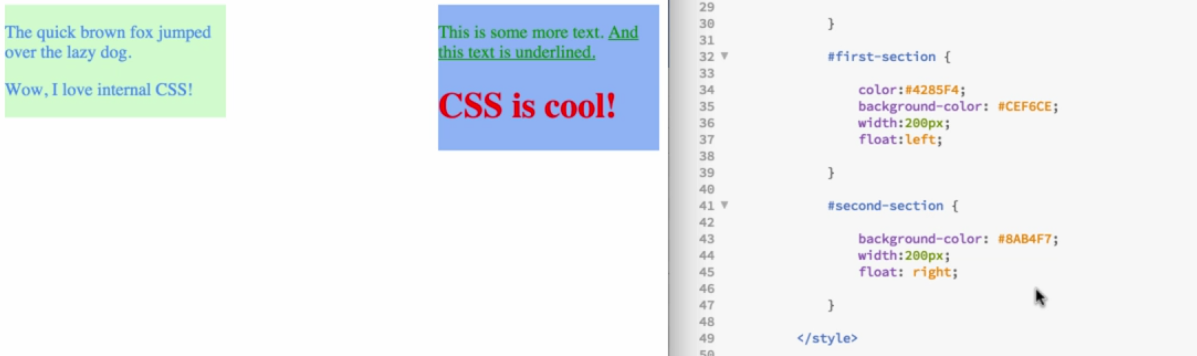 The quick brown fox jumped
over the lazy dog.
Wow, I love internal CSS!
This is some more text. And
this text is underlined.
CSS is cool!
29
30 }
31
32 #first-section {
33
34 color:#4285F4;
35 background-color: #CEF6CE;
36 width:200px;
37 float:left;
38
39 }
40
41 #second-section {
42
43 background-color: #8AB4F7;
44 width:200px;
45 float: right;
46
47 }
48
49 </style>
50